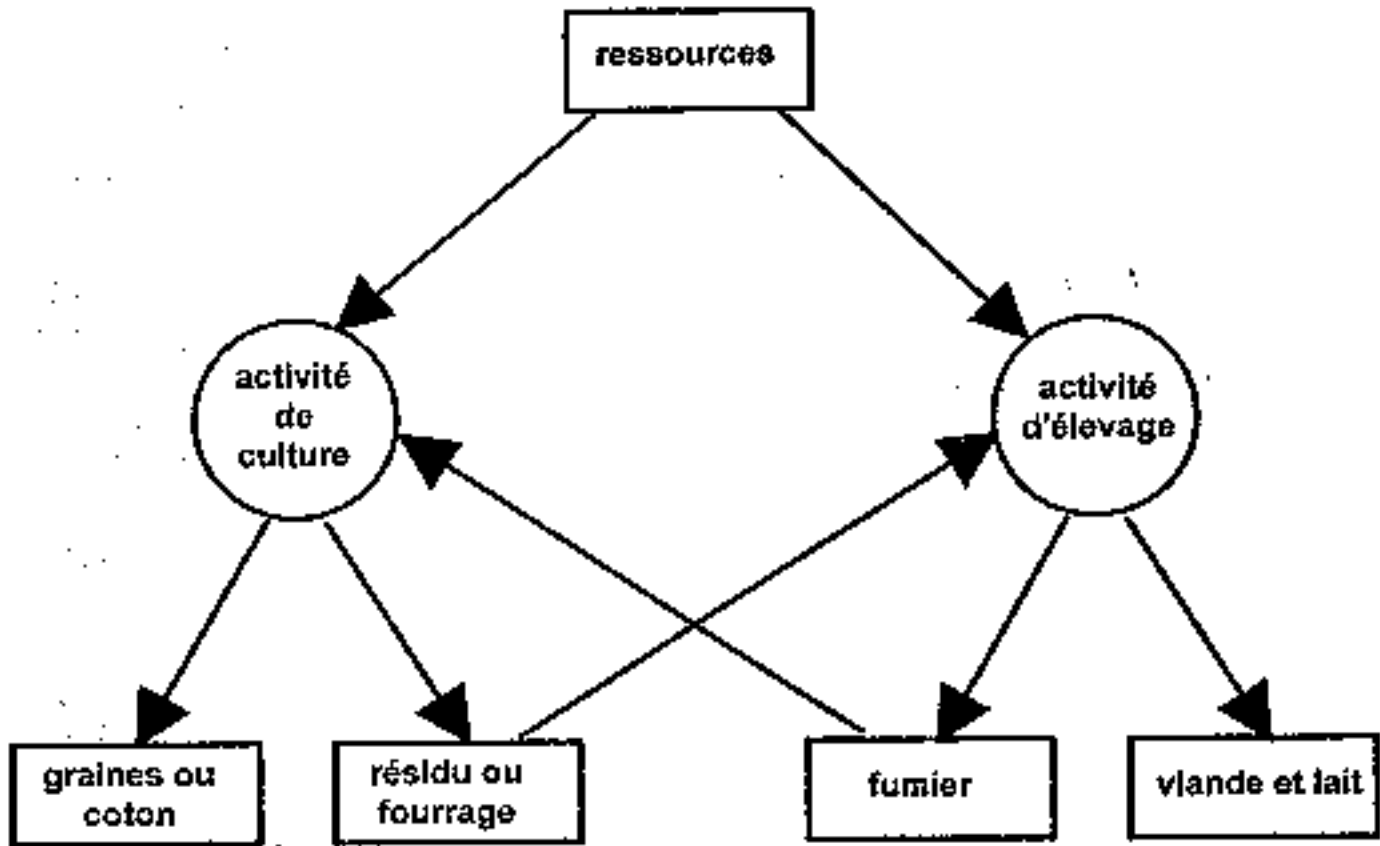 ressources
activité
de
culture
activité
d'élevage
graines ou
coton
résidu ou
fourrage
fumier
viande et lait